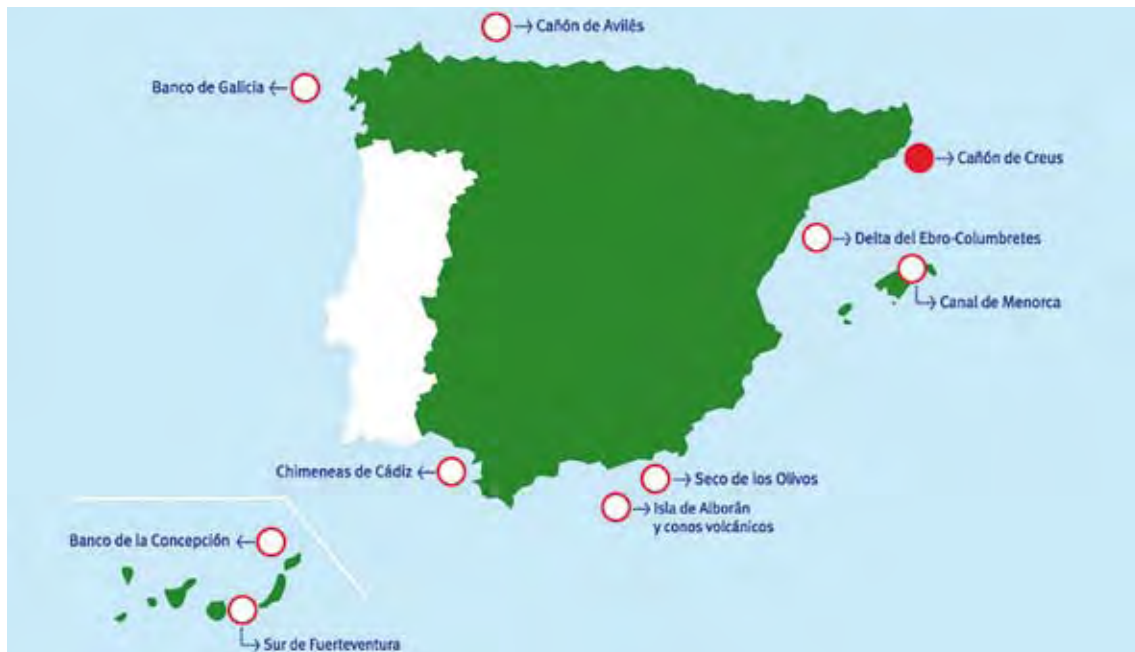 Cañón de Avilés
Banco de Galicia
Cañón de Creus
Delta del Ebro-Columbretes
Canal de Menorca
Chimeneas de Cádiz
Seco de los Olivos
Isla de Alborán
y conos volcánicos
Banco de la Concepción
Sur de Fuerteventura